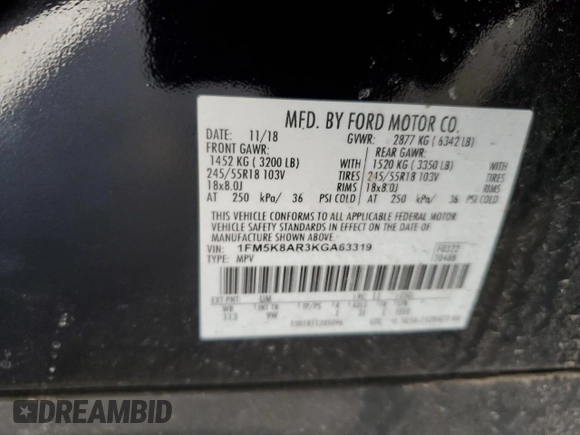 MFD. BY FORD MOTOR CO.
DATE: 11/18 GVWR: 2877 KG ( 6342 LB)
FRONT GAWR: REAR GAWR:
1452 KG ( 3200 LB) WITH 1520 KG ( 3350 LB) WITH
245/55R18 103V TIRES 245/55R18 103V TIRES
18x8.0J RIMS 18x8.0J RIMS
AT 250 kPa/ 36 PSI COLD AT 250 kPa/ 36 PSI COLD
THIS VEHICLE CONFORMS TO ALL APPLICABLE FEDERAL MOTOR
VEHICLE SAFETY STANDARDS IN EFFECT ON THE DATE OF
MANUFACTURE SHOWN ABOVE.
VIN: 1FM5K8AR3KGA63319
TYPE: MPV
EXT PNT:
WB
113
DREAMBID